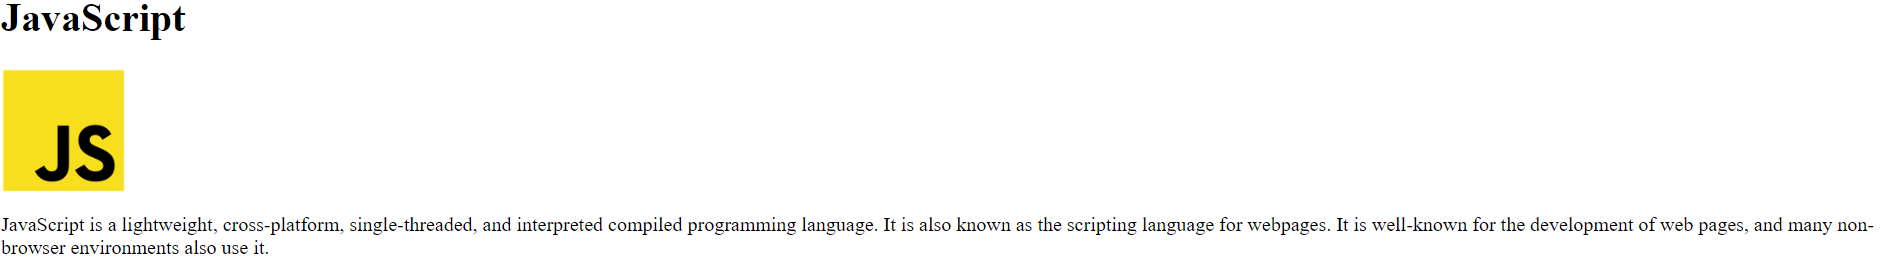 JavaScript
JS
JavaScript is a lightweight, cross-platform, single-threaded, and interpreted compiled programming language. It is also known as the scripting language for webpages. It is well-known for the development of web pages, and many non-
browser environments also use it.